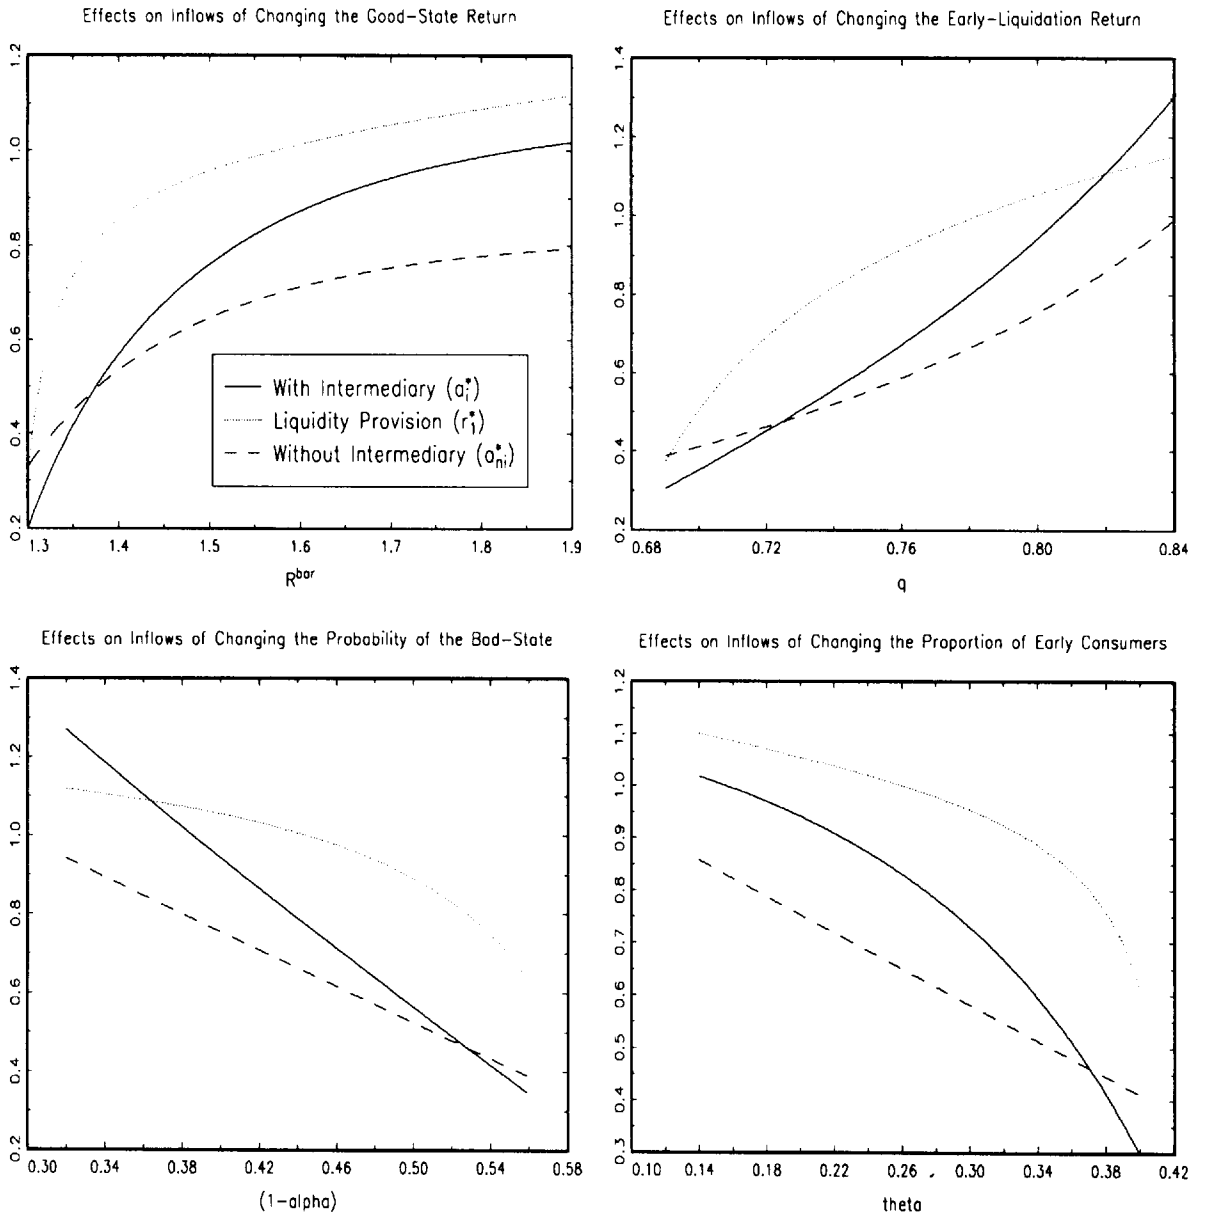 Effects on Inflows of Changing the Good-State Return
1.2
1.0
0.8
0.6
0.4
0.2
With Intermediary (a*i)
Liquidity Provision (r*1)
Without Intermediary (a*ni)
1.3 1.4 1.5 1.6 1.7 1.8 1.9
R^bar
Effects on Inflows of Changing the Early-Liquidation Return
1.4
1.2
1.0
0.8
0.6
0.4
0.2
0.68 0.72 0.76 0.80 0.84
q
Effects on Inflows of Changing the Probability of the Bad-State
1.4
1.2
1.0
0.8
0.6
0.4
0.2
0.30 0.34 0.38 0.42 0.46 0.50 0.54 0.58
(1-alpha)
Effects on Inflows of Changing the Proportion of Early Consumers
1.2
1.1
1.0
0.9
0.8
0.7
0.6
0.5
0.4
0.3
0.10 0.14 0.18 0.22 0.26 0.30 0.34 0.38 0.42
theta